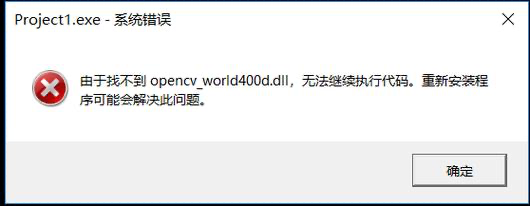 Project1.exe - 系统错误
由于找不到 opencv_world400d.dll，无法继续执行代码。重新安装程
序可能会解决此问题。
确定